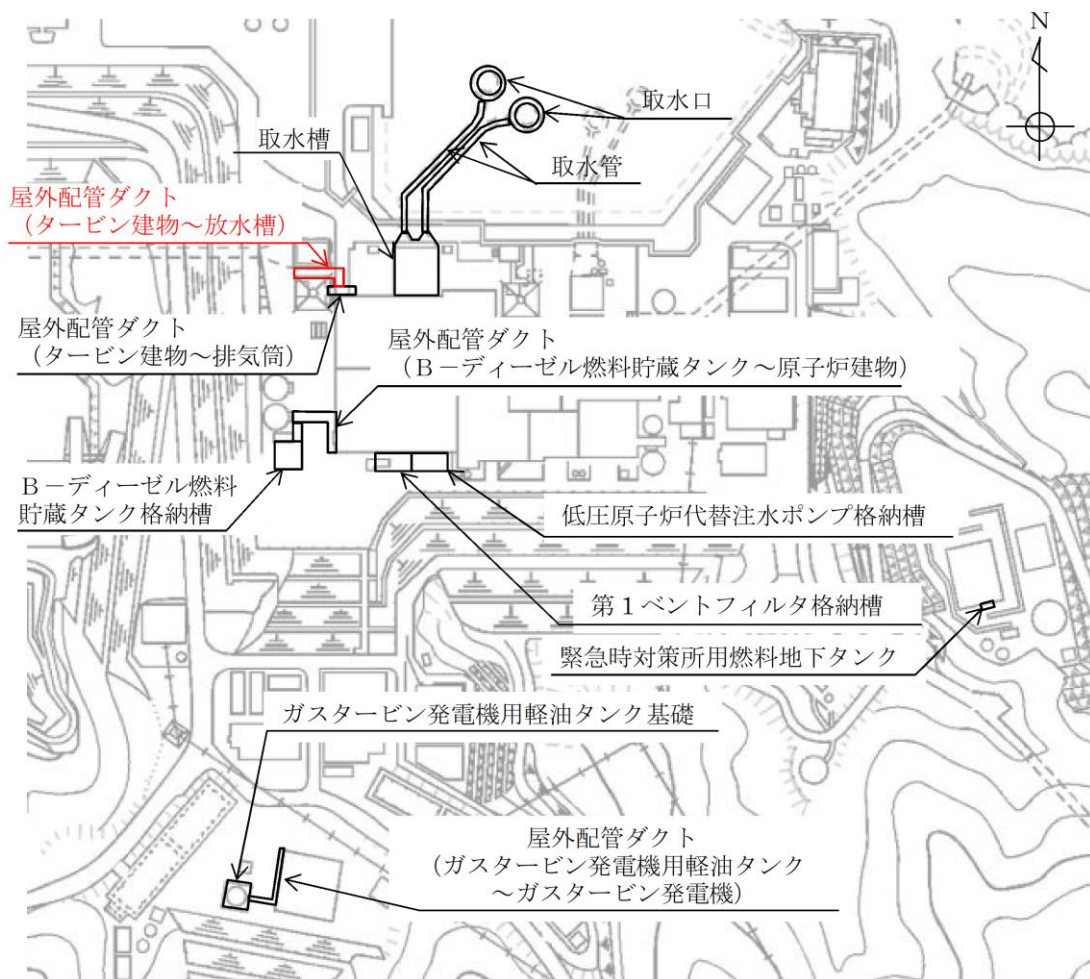 N
取水口
取水槽
取水管
屋外配管ダクト
(タービン建物~放水槽)
屋外配管ダクト
(タービン建物~排気筒)
屋外配管ダクト
(B-ディーゼル燃料貯蔵タンク~原子炉建物)
B-ディーゼル燃料
貯蔵タンク格納槽
低圧原子炉代替注水ポンプ格納槽
第1ベントフィルタ格納槽
緊急時対策所用燃料地下タンク
ガスタービン発電機用軽油タンク基礎
屋外配管ダクト
(ガスタービン発電機用軽油タンク
~ガスタービン発電機)